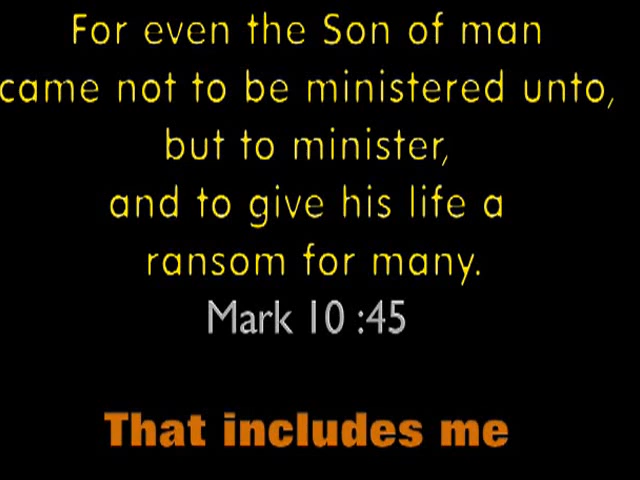 For even the Son of man
came not to be ministered unto,
but to minister,
and to give his life a
ransom for many.
Mark 10 :45
That includes me